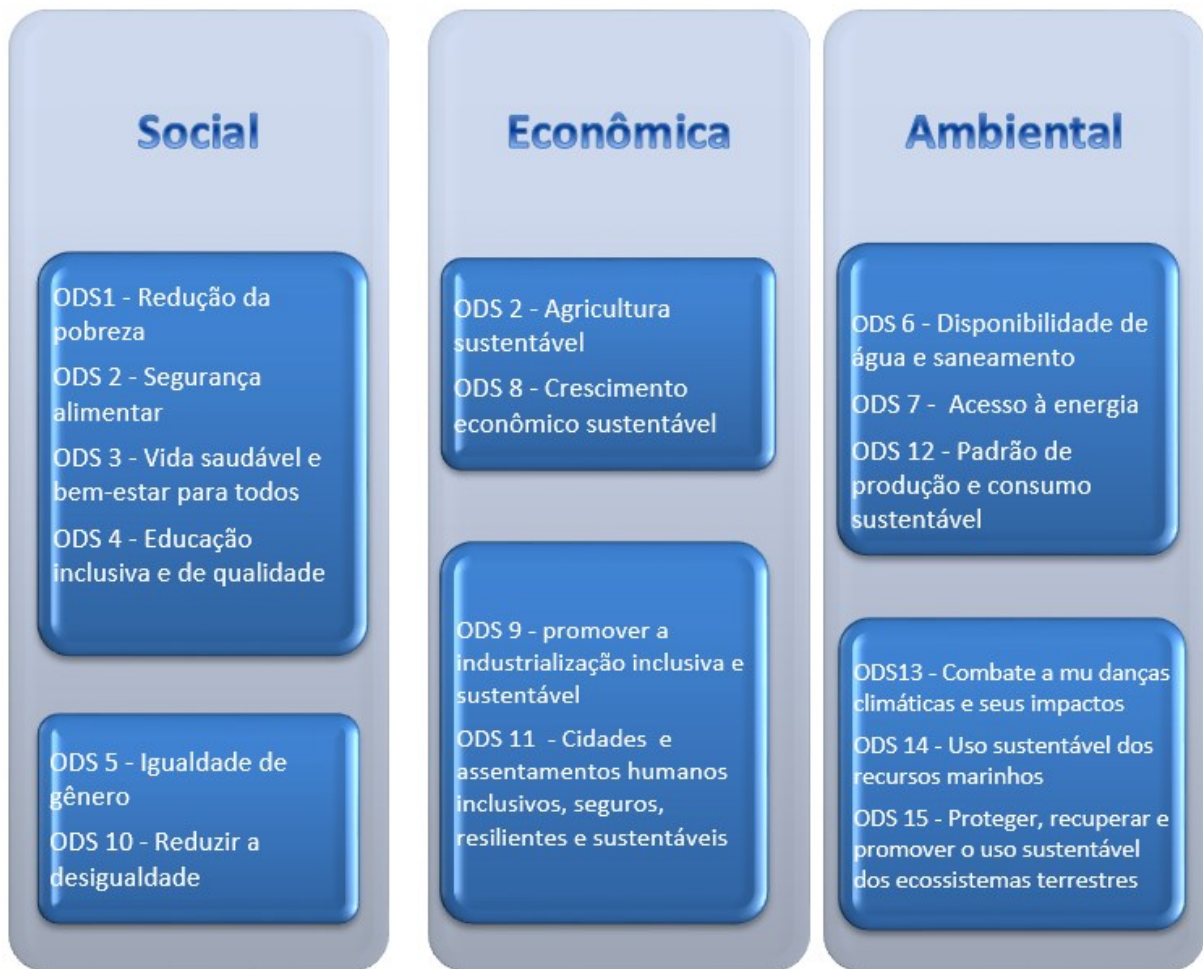 Social
ODS1 - Redução da
pobreza
ODS 2 - Segurança
alimentar
ODS 3 - Vida saudável e
bem-estar para todos
ODS 4 - Educação
inclusiva e de qualidade
ODS 5 - Igualdade de
gênero
ODS 10 - Reduzir a
desigualdade
Econômica
ODS 2 - Agricultura
sustentável
ODS 8 - Crescimento
econômico sustentável
ODS 9 - promover a
industrialização inclusiva e
sustentável
ODS 11  - Cidades  e
assentamentos humanos
inclusivos, seguros,
resilientes e sustentáveis
Ambiental
ODS 6 - Disponibilidade de
água e saneamento
ODS 7 -  Acesso à energia
ODS 12 - Padrão de
produção e consumo
sustentável
ODS13 - Combate a mu danças
climáticas e seus impactos
ODS 14 - Uso sustentável dos
recursos marinhos
ODS 15 - Proteger, recuperar e
promover o uso sustentável
dos ecossistemas terrestres